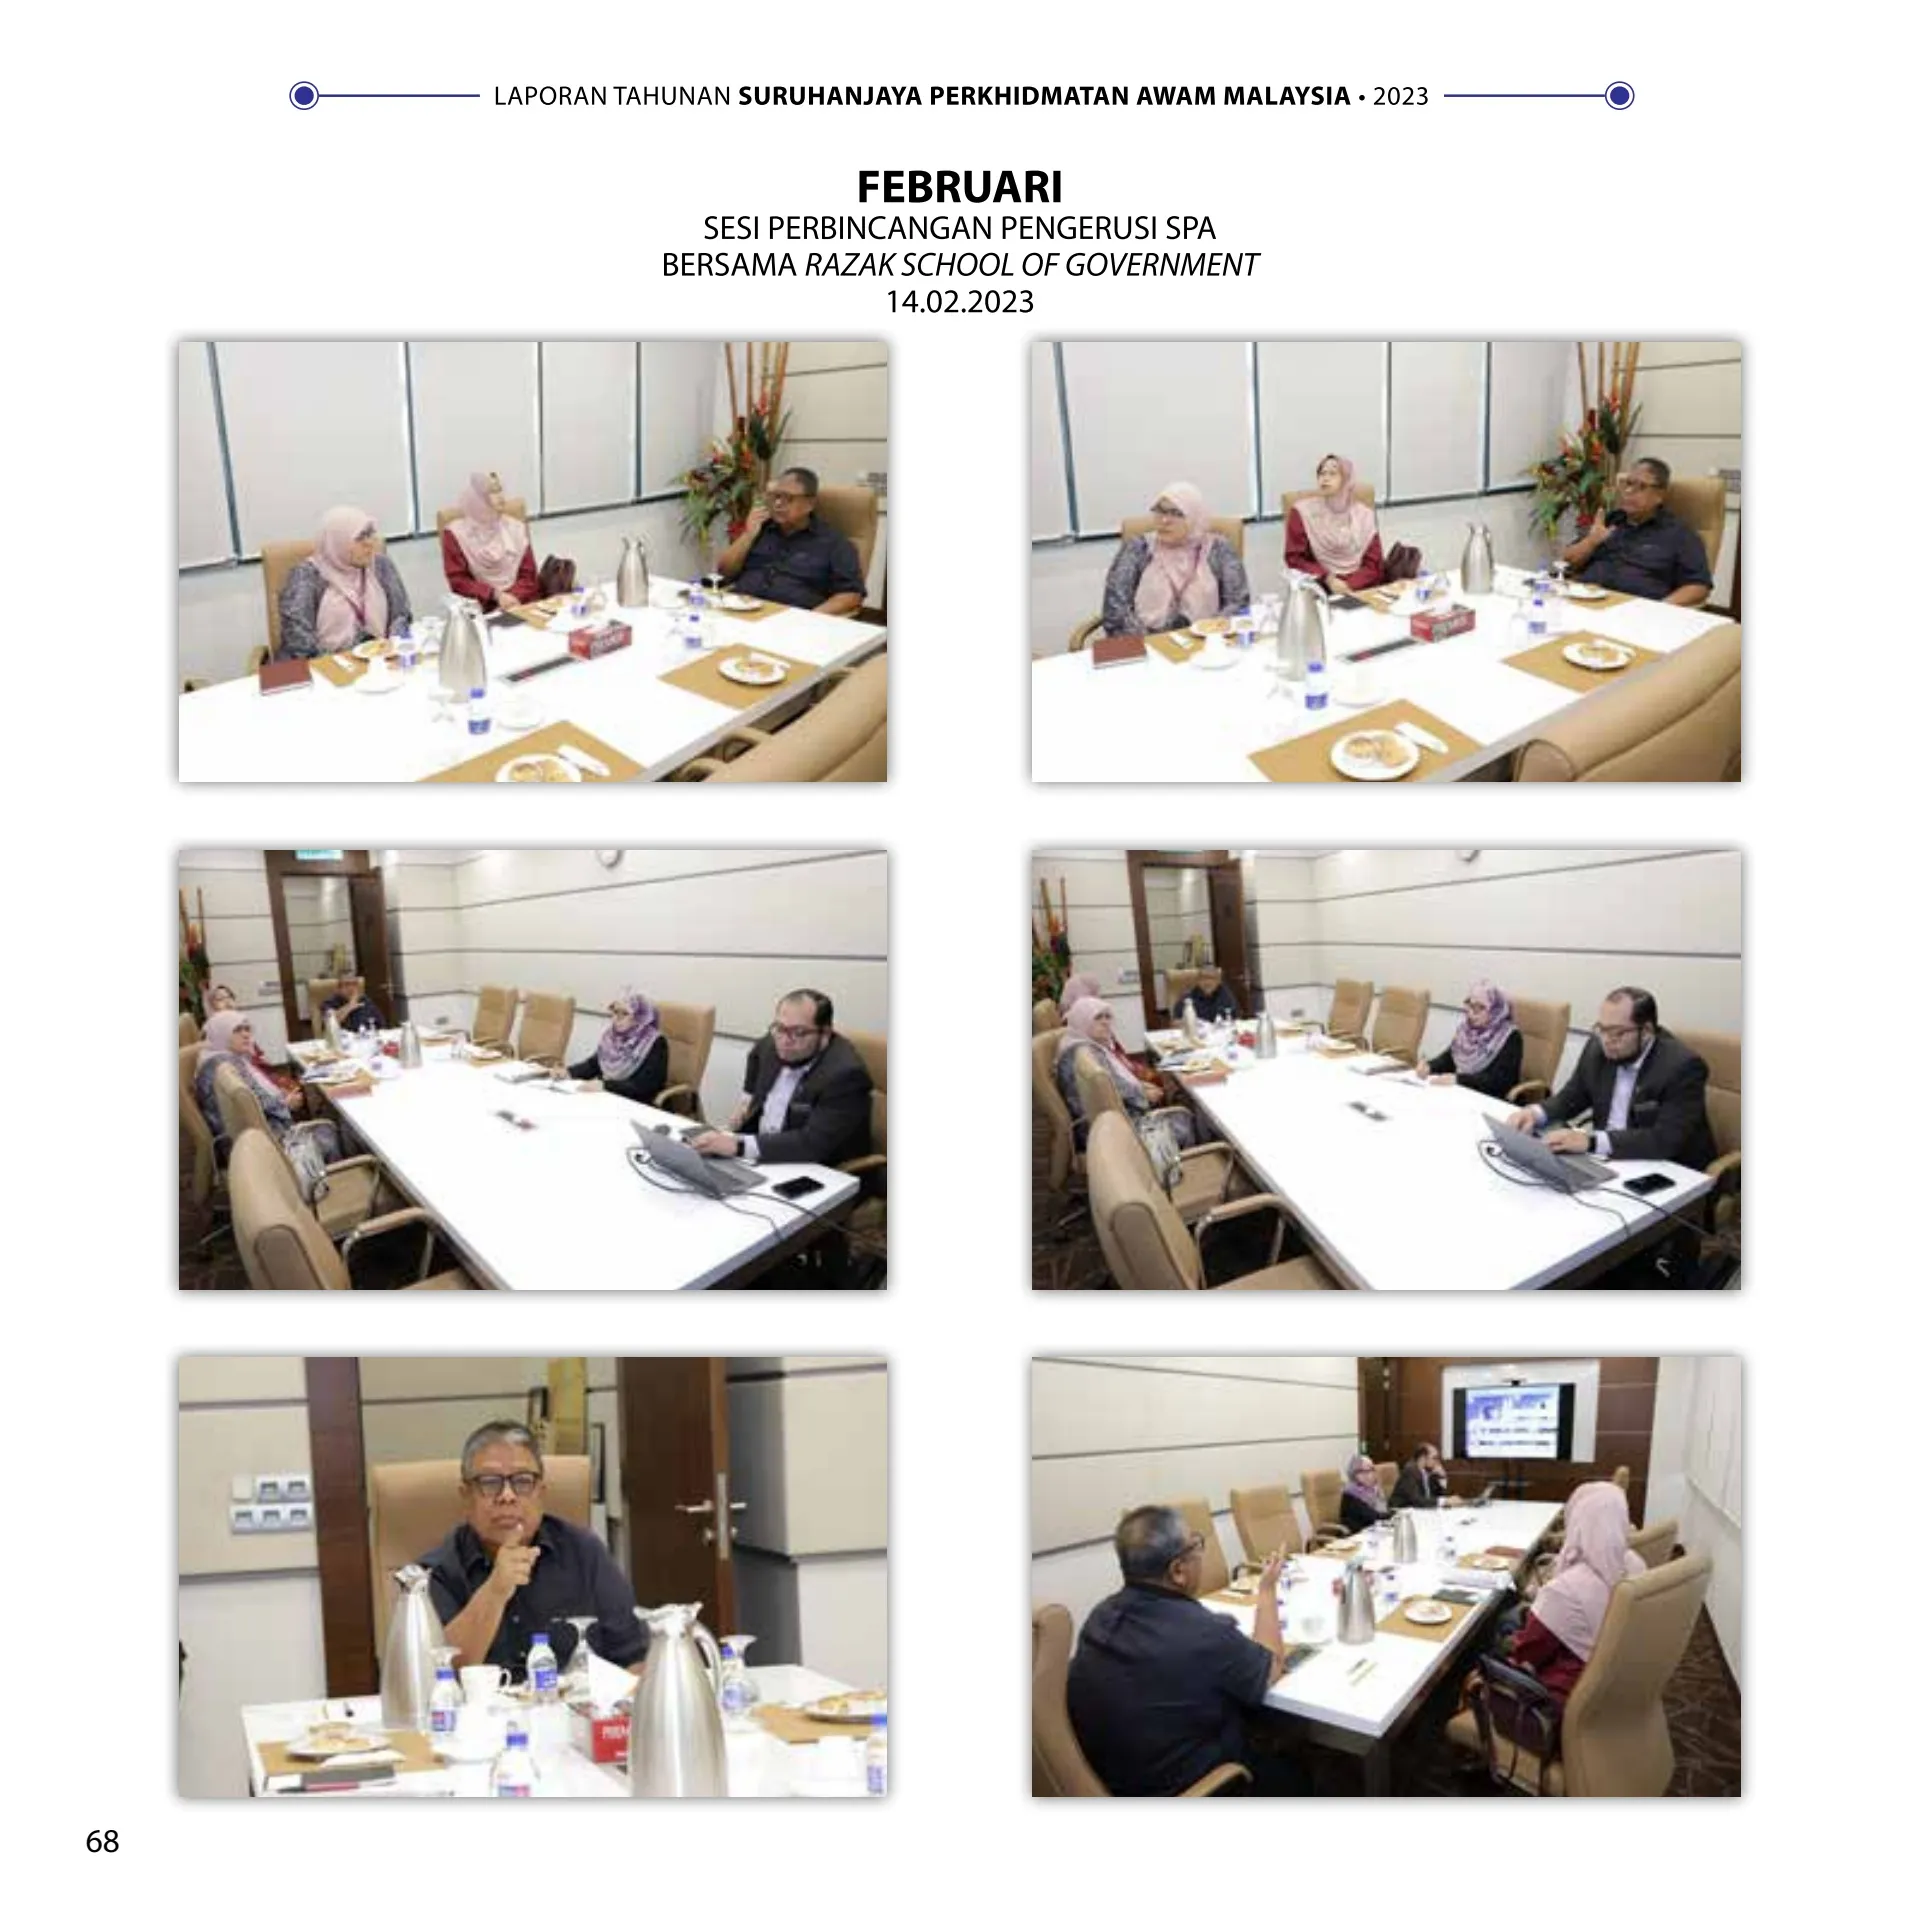 LAPORAN TAHUNAN SURUHANJAYA PERKHIDMATAN AWAM MALAYSIA • 2023
FEBRUARI
SESI PERBINCANGAN PENGERUSI SPA
BERSAMA RAZAK SCHOOL OF GOVERNMENT
14.02.2023
68